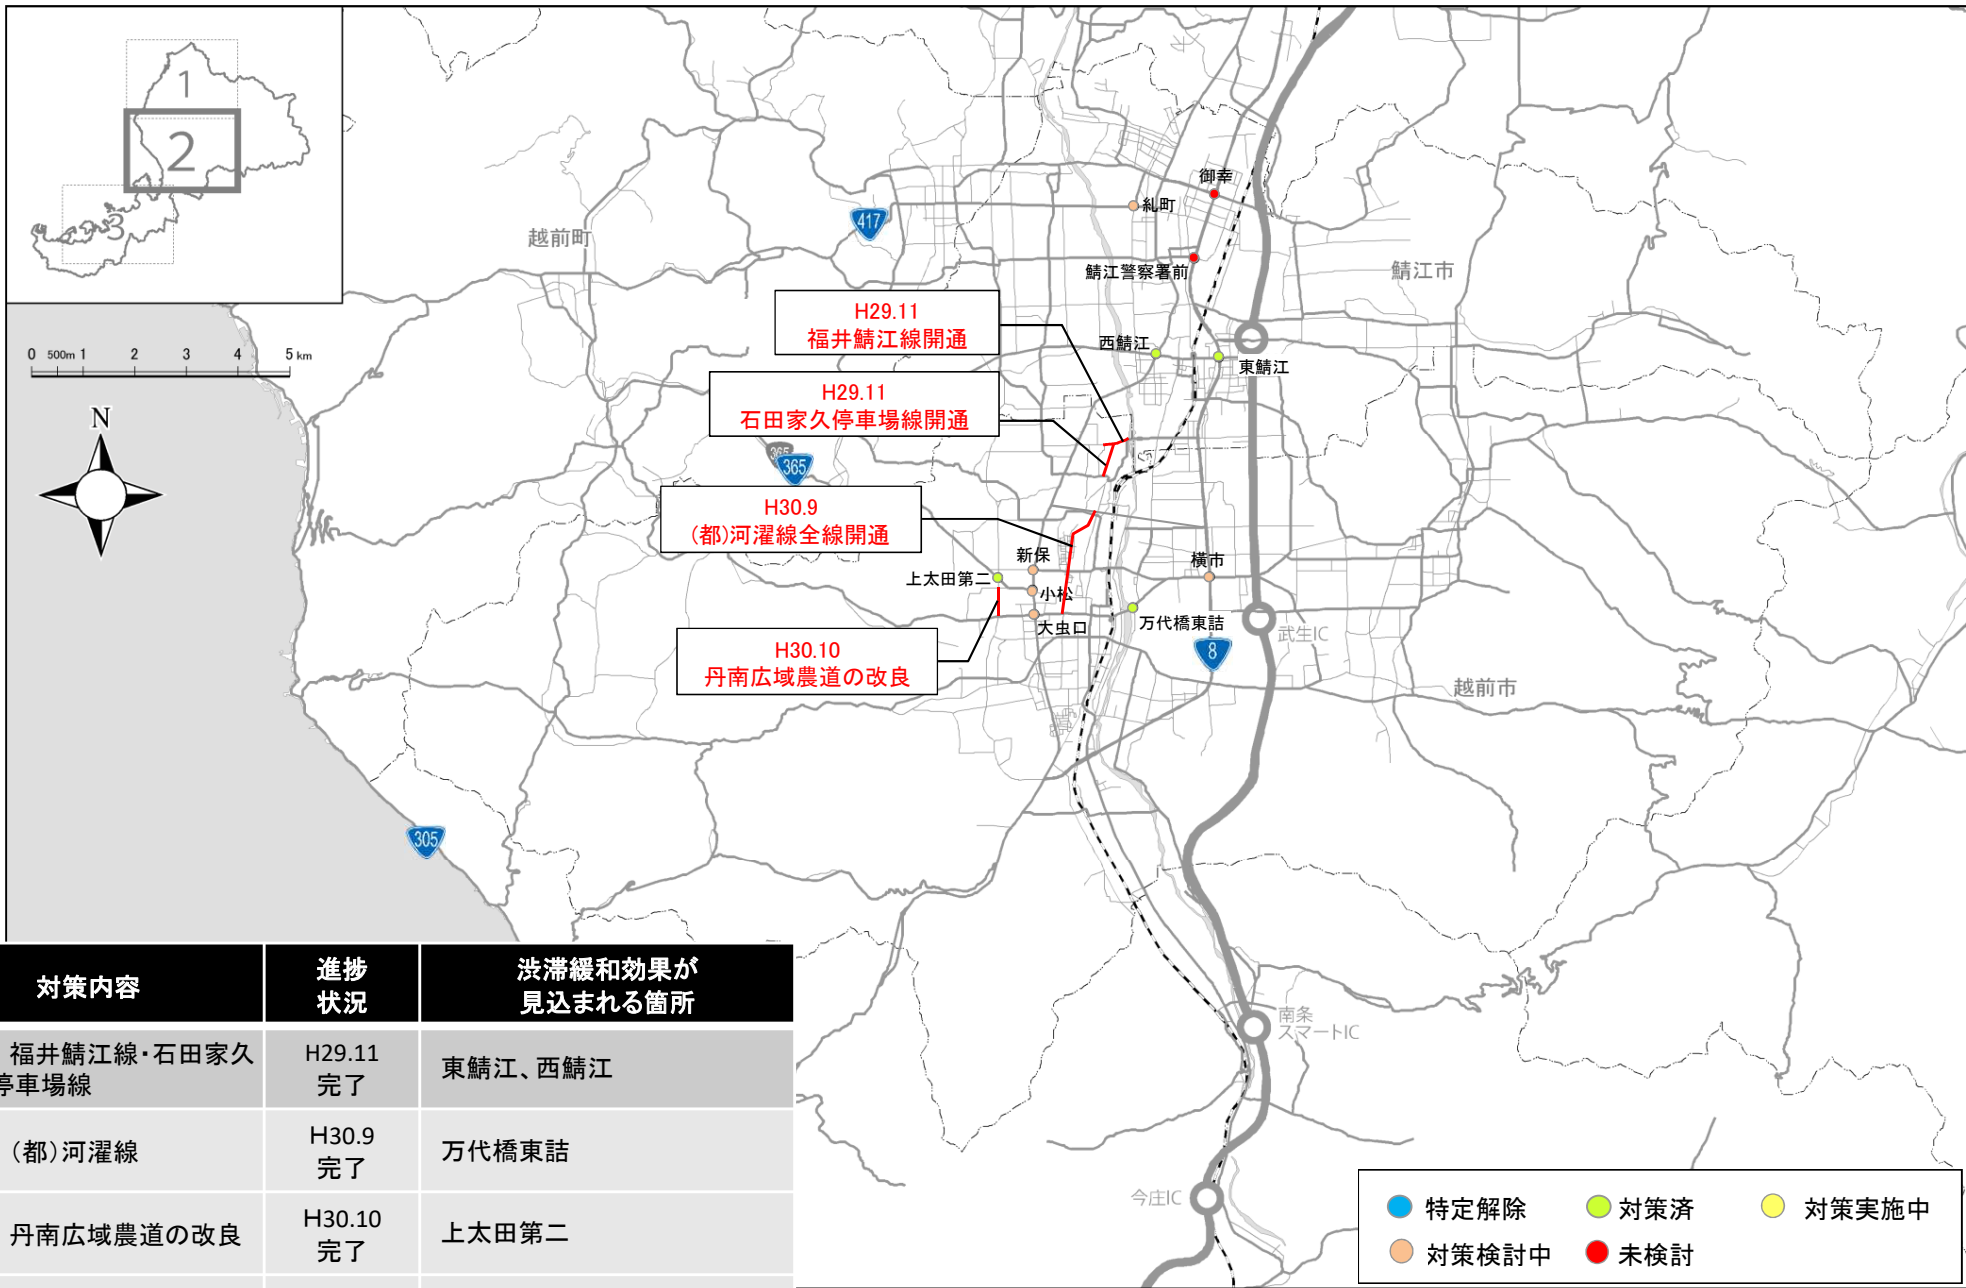 1
2
3
0 500m 1 2 3 4 5 km
N
越前町
417
御幸
糺町
鯖江警察署前
鯖江市
H29.11
福井鯖江線開通
西鯖江
東鯖江
H29.11
石田家久停車場線開通
365
365
H30.9
(都)河濯線全線開通
新保
横市
上太田第二
小松
大虫口
万代橋東詰
武生IC
8
H30.10
丹南広域農道の改良
越前市
305
南条
スマートIC
今庄IC
対策内容
進捗
状況
渋滞緩和効果が
見込まれる箇所
福井鯖江線・石田家久
停車場線
H29.11
完了
東鯖江、西鯖江
(都)河濯線
H30.9
完了
万代橋東詰
丹南広域農道の改良
H30.10
完了
上太田第二
特定解除
対策済
対策実施中
対策検討中
未検討